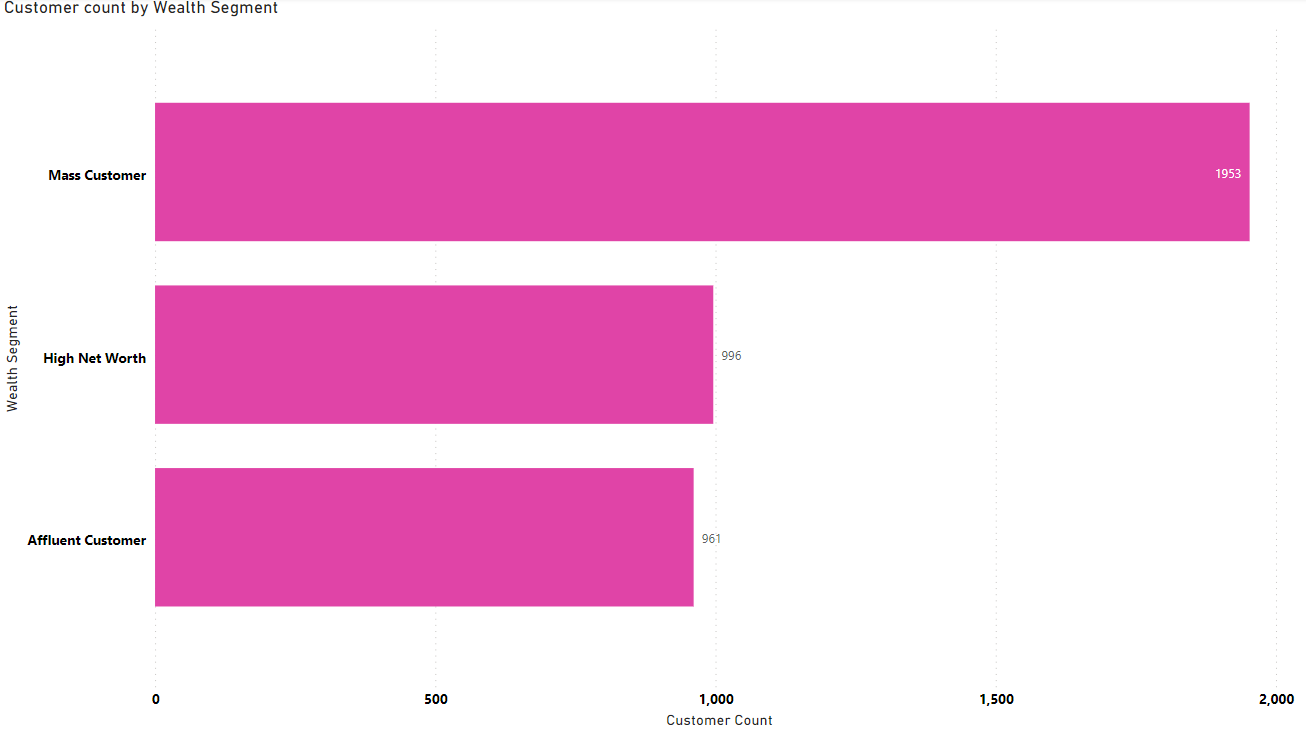 Customer count by Wealth Segment
Wealth Segment
Mass Customer
1953
High Net Worth
996
Affluent Customer
961
0 500 1,000 1,500 2,000
Customer Count